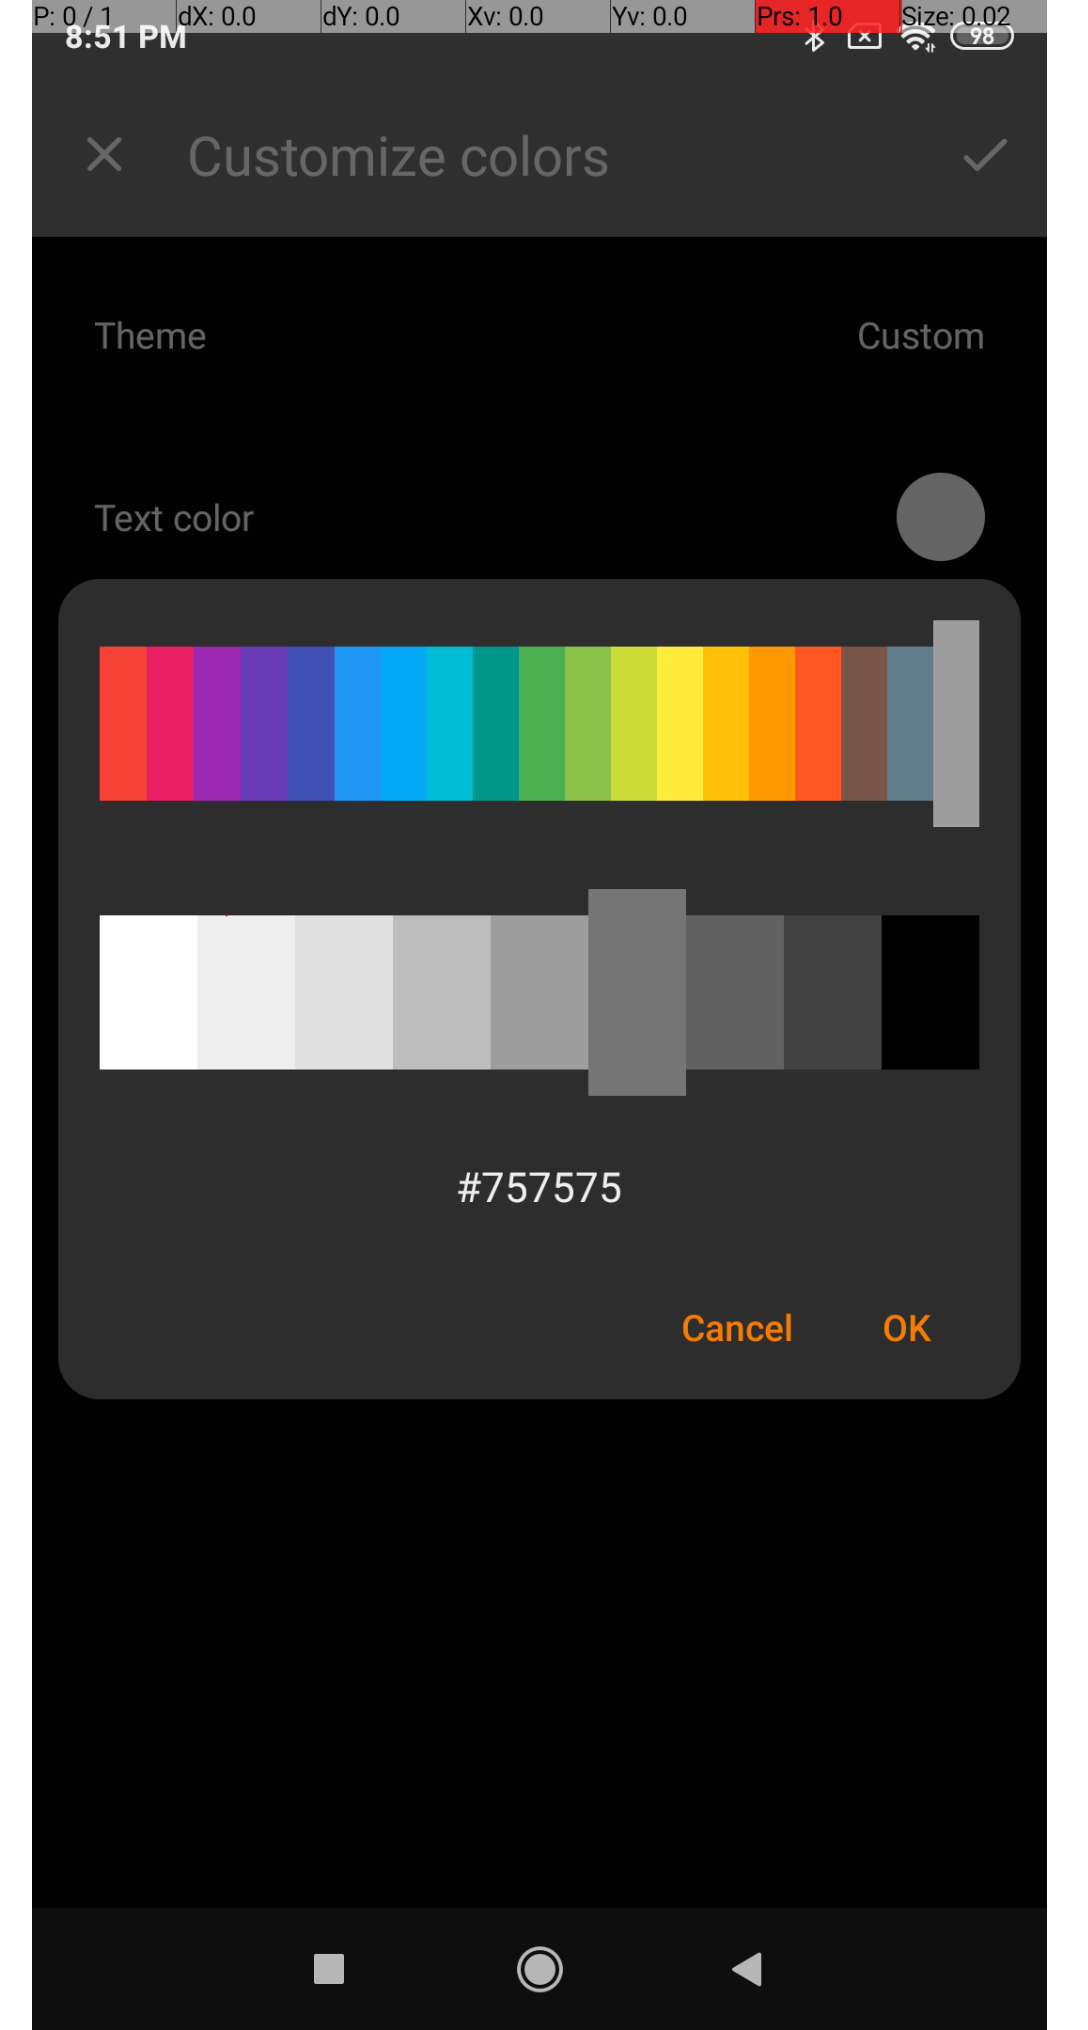 P: 0 / 1 dX: 0.0 dY: 0.0 Xv: 0.0 Yv: 0.0 Prs: 1.0 Size: 0.02
8:51 PM 98
Customize colors
Theme Custom
Text color
#757575
Cancel OK